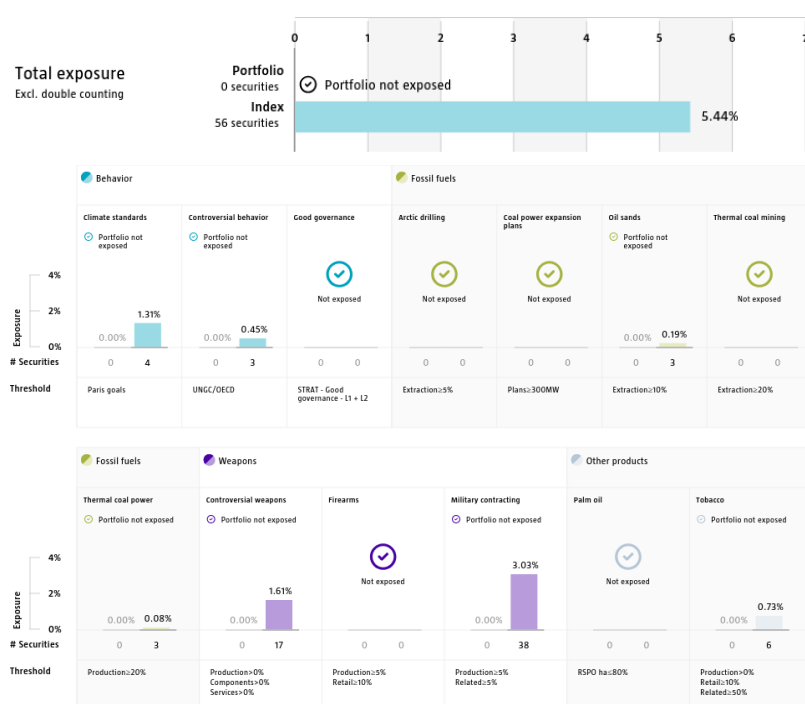 0 1 2 3 4 5 6 7
Total exposure
Excl. double counting
Portfolio
0 securities
Portfolio not exposed
Index
56 securities
5.44%
Behavior
Fossil fuels
Climate standards
Controversial behavior
Good governance
Arctic drilling
Coal power expansion
plans
Oil sands
Thermal coal mining
Portfolio not
exposed
Portfolio not
exposed
Portfolio not
exposed
Not exposed
Not exposed
Not exposed
Not exposed
Exposure
4%
2%
0%
0.00% 1.31%
0.00% 0.45%
0.00% 0.19%
# Securities
0 4
0 3
0 0
0 0
0 0
0 3
0 0
Threshold
Paris goals
UNGC/OECD
STRAT - Good
governance - L1 + L2
Extraction≥5%
Plans≥300MW
Extraction≥10%
Extraction≥20%
Fossil fuels
Weapons
Other products
Thermal coal power
Controversial weapons
Firearms
Military contracting
Palm oil
Tobacco
Portfolio not exposed
Portfolio not exposed
Portfolio not exposed
Portfolio not exposed
Not exposed
Not exposed
Exposure
4%
2%
0%
0.00% 0.08%
0.00% 1.61%
0.00% 3.03%
0.00% 0.73%
# Securities
0 3
0 17
0 0
0 38
0 0
0 6
Threshold
Production≥20%
Production>0%
Components>0%
Services>0%
Production≥5%
Retail≥10%
Production≥5%
Related≥5%
RSPO ha≤80%
Production>0%
Retail≥10%
Related≥50%